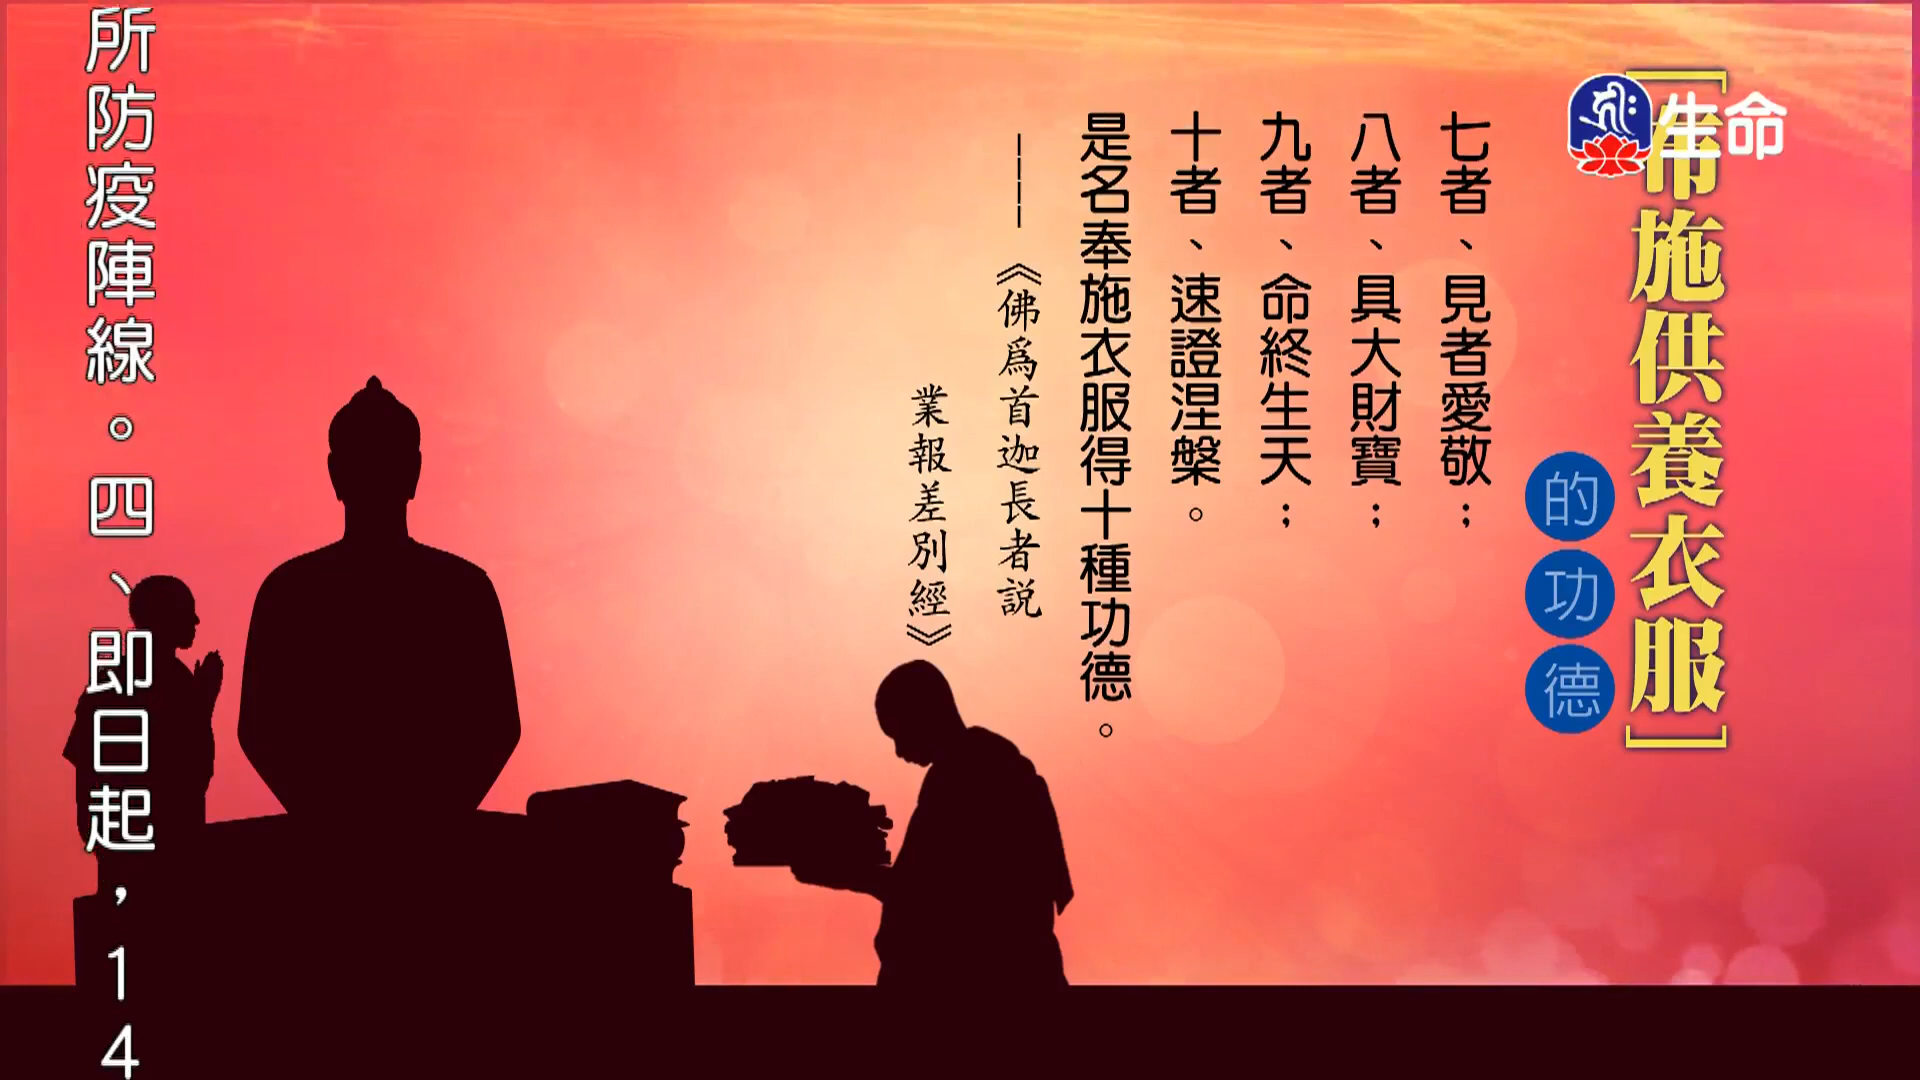 生命
[布施供養衣服]
的功德
七者、見者愛敬；
八者、具大財寶；
九者、命終生天；
十者、速證涅槃。
是名奉施衣服得十種功德。
——《佛爲首迦長者説
業報差別經》
所防疫陣線。四、即日起，14